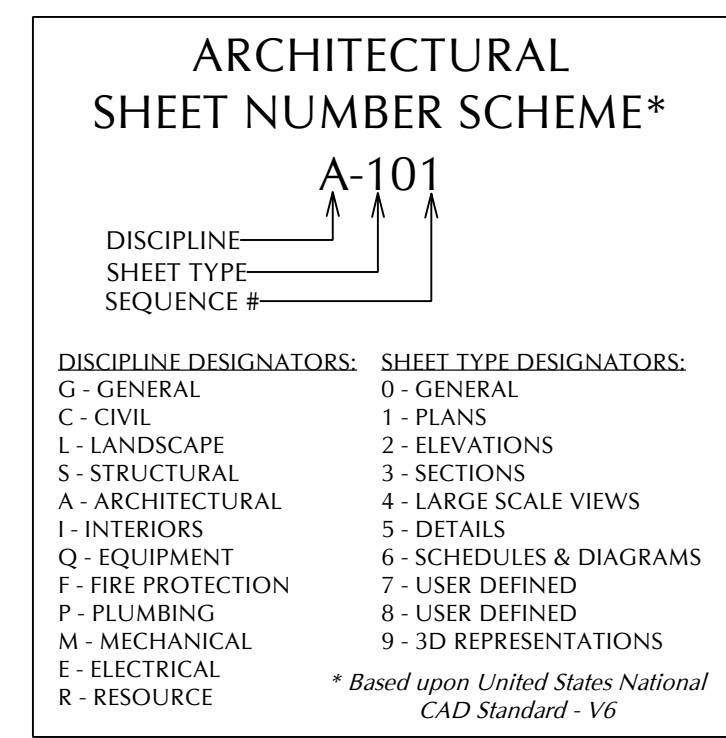 ARCHITECTURAL
SHEET NUMBER SCHEME*
A-101
DISCIPLINE
SHEET TYPE
SEQUENCE #
DISCIPLINE DESIGNATORS:
G - GENERAL
C - CIVIL
L - LANDSCAPE
S - STRUCTURAL
A - ARCHITECTURAL
I - INTERIORS
Q - EQUIPMENT
F - FIRE PROTECTION
P - PLUMBING
M - MECHANICAL
E - ELECTRICAL
R - RESOURCE
SHEET TYPE DESIGNATORS:
0 - GENERAL
1 - PLANS
2 - ELEVATIONS
3 - SECTIONS
4 - LARGE SCALE VIEWS
5 - DETAILS
6 - SCHEDULES & DIAGRAMS
7 - USER DEFINED
8 - USER DEFINED
9 - 3D REPRESENTATIONS
* Based upon United States National
CAD Standard - V6